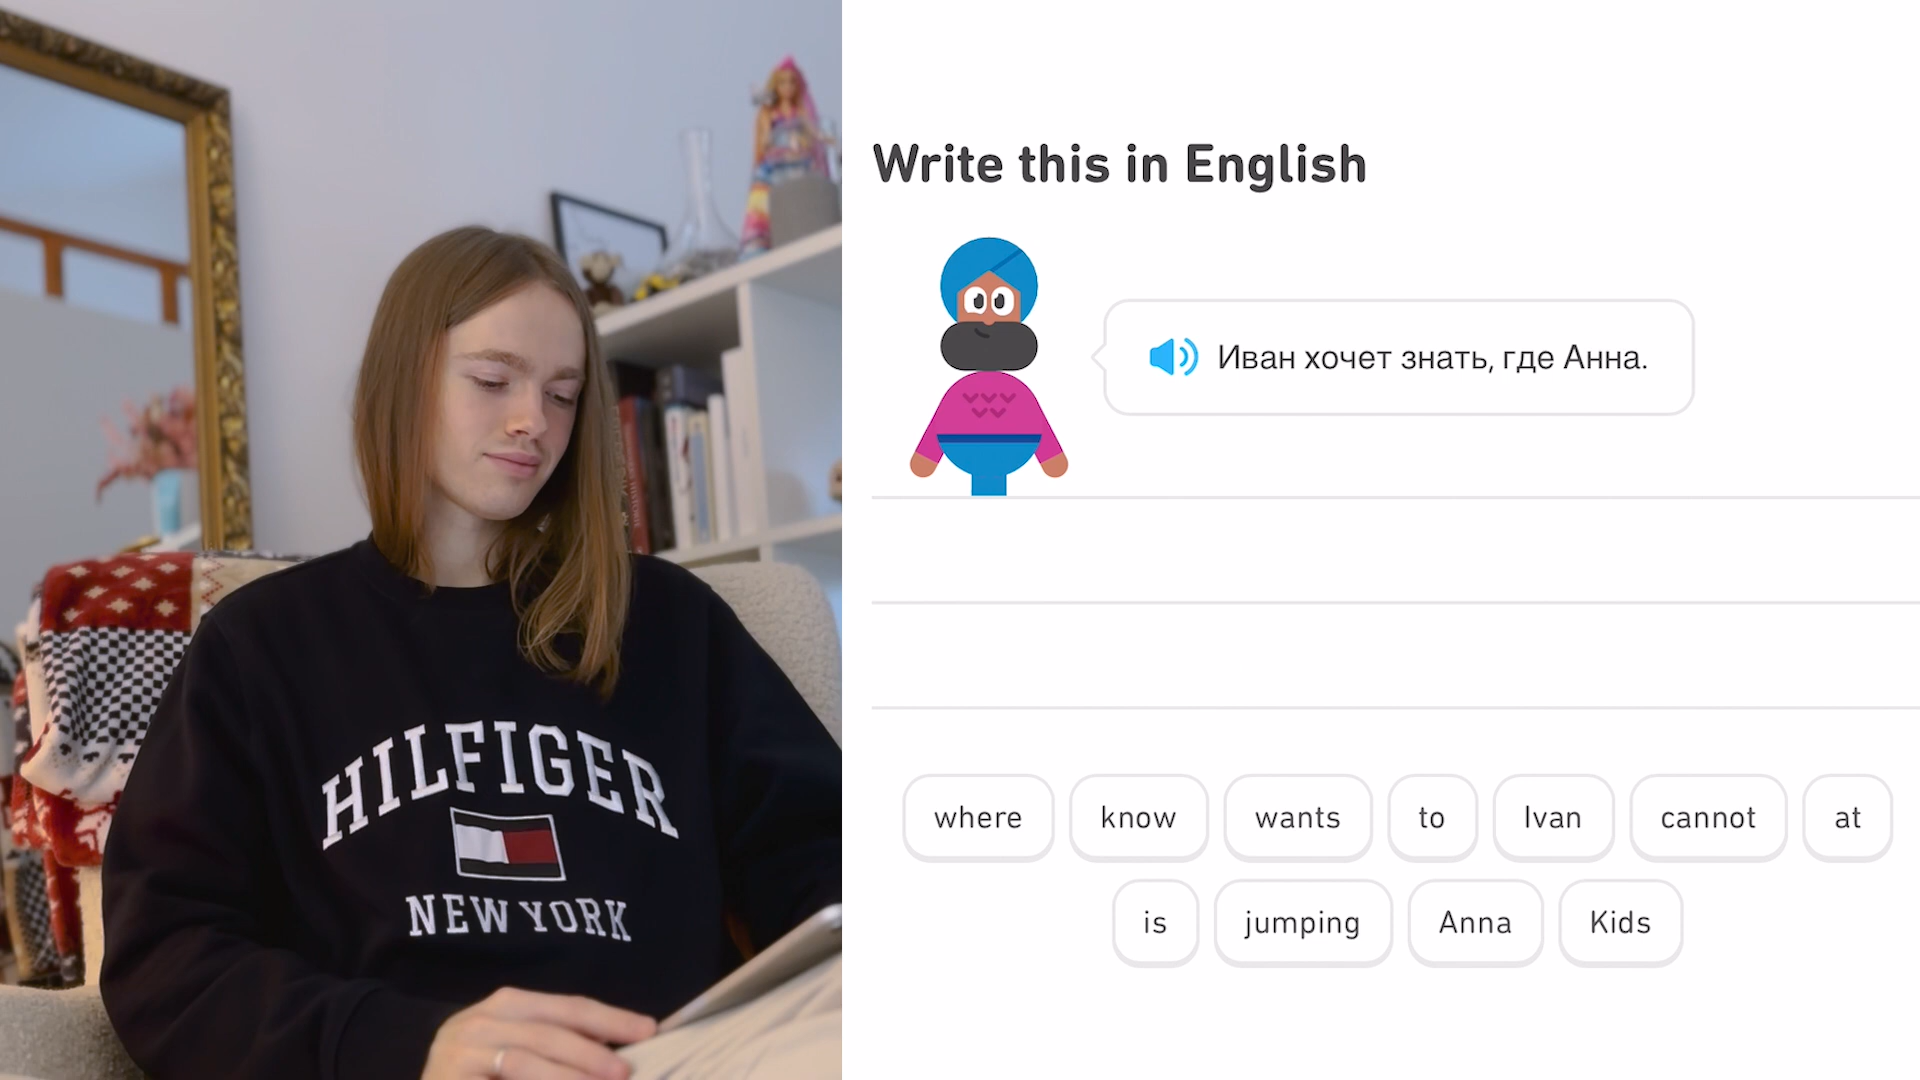 HILFIGER
NEW YORK
Write this in English
Иван хочет знать, где Анна.
where know wants to Ivan cannot at
is jumping Anna Kids